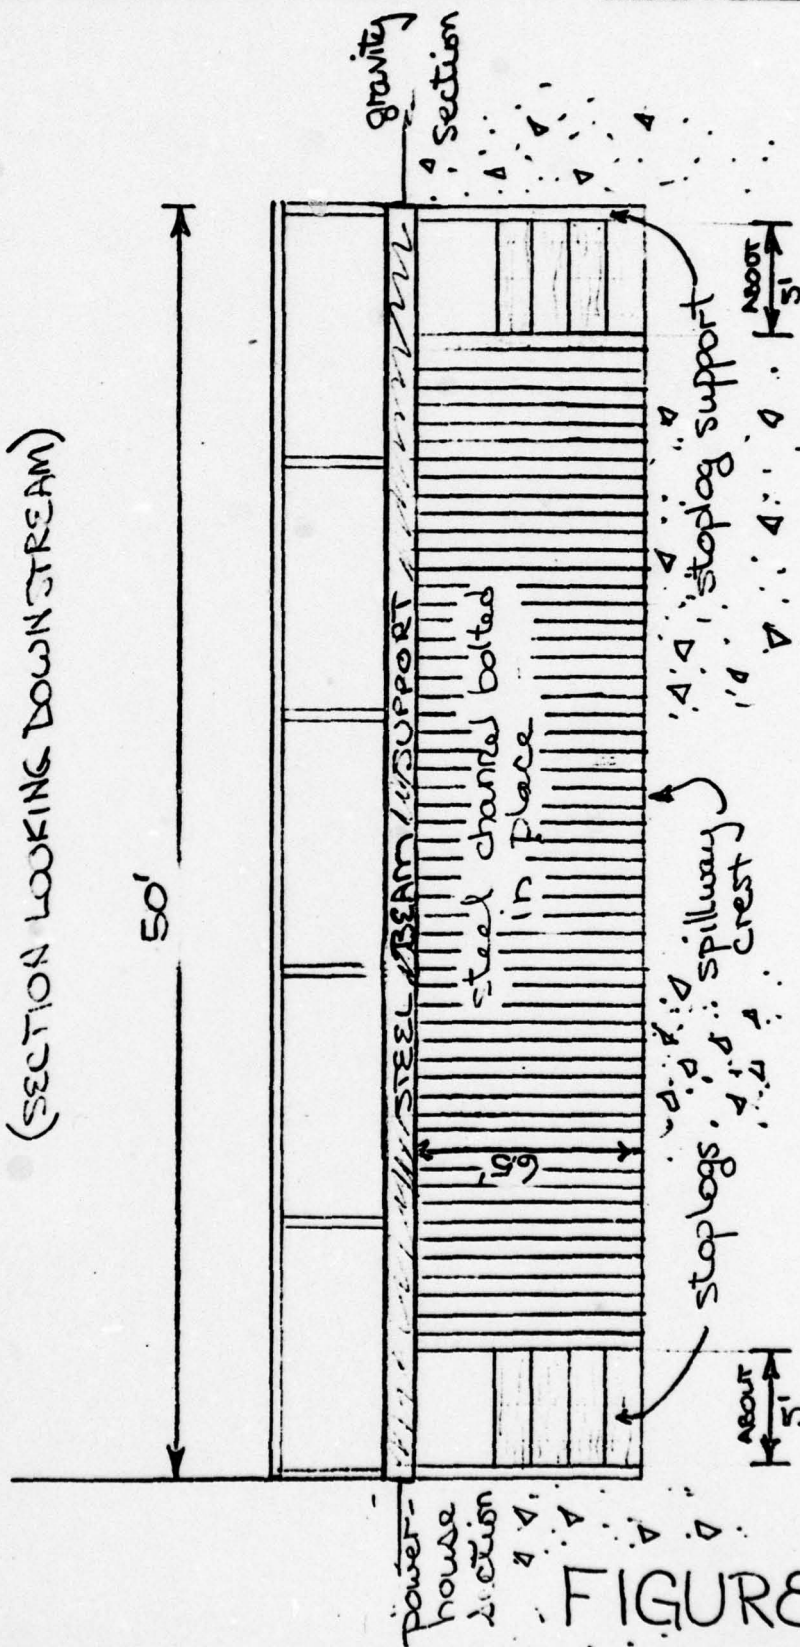 (SECTION LOOKING DOWNSTREAM)
50'
gravity
section
power-
house
section
STEEL BEAM SUPPORT
steel channel bolted
in place
6.5'
ABOUT
5'
stoplogs
spillway
crest
stoplog support
ABOUT
5'
FIGURE